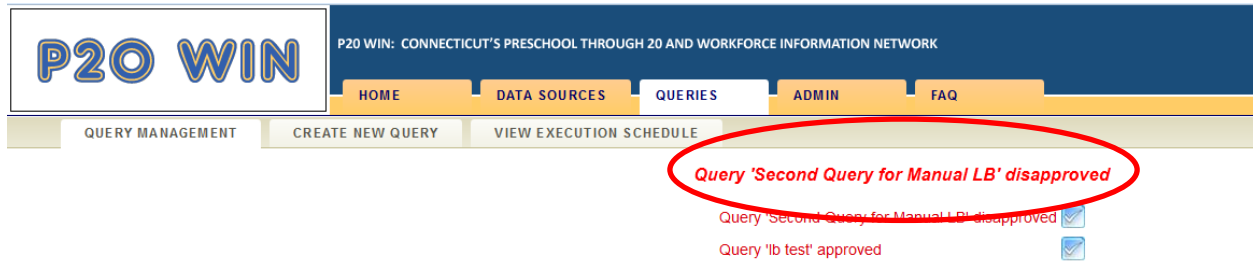 P20 WIN
P20 WIN: CONNECTICUT'S PRESCHOOL THROUGH 20 AND WORKFORCE INFORMATION NETWORK
HOME DATA SOURCES QUERIES ADMIN FAQ
QUERY MANAGEMENT CREATE NEW QUERY VIEW EXECUTION SCHEDULE
Query 'Second Query for Manual LB' disapproved
Query 'Second Query for Manual LB' disapproved
Query 'lb test' approved